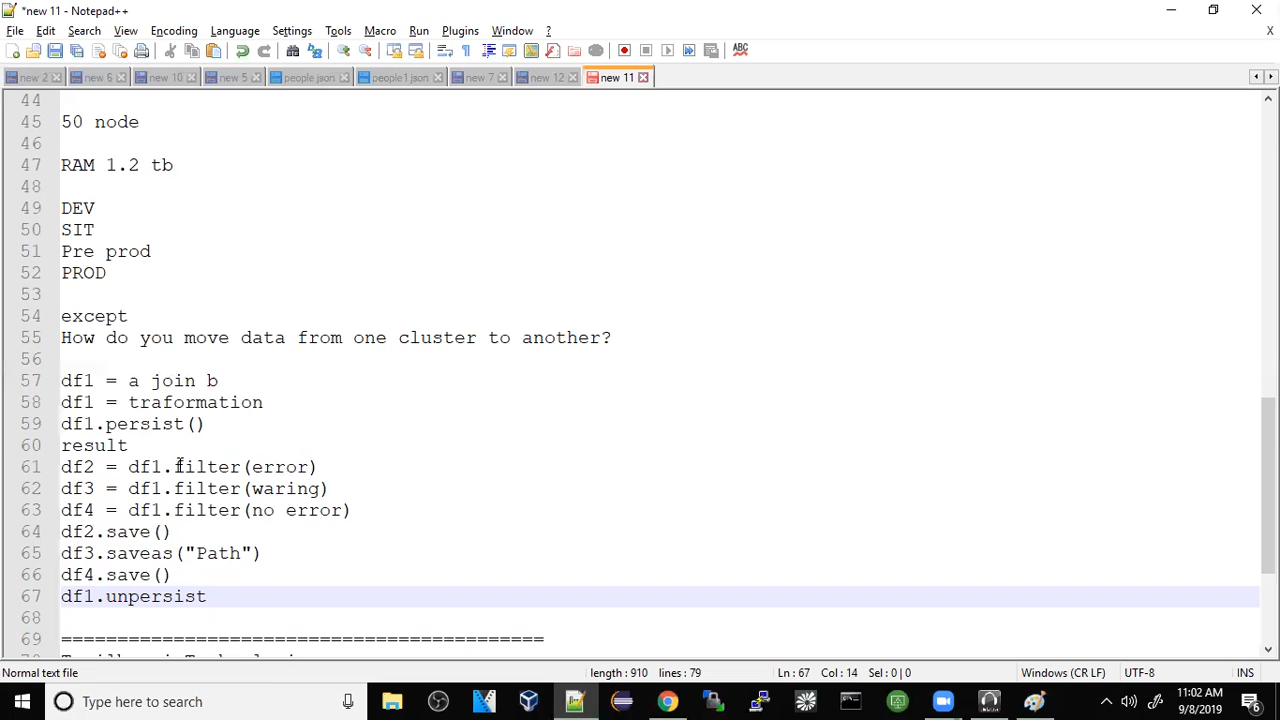 *new 11 - Notepad++
File Edit Search View Encoding Language Settings Tools Macro Run Plugins Window ? X
new 2 new 6 new 10 new 5 people.json people1.json new 7 new 12 new 11
44
45 50 node
46
47 RAM 1.2 tb
48
49 DEV
50 SIT
51 Pre prod
52 PROD
53
54 except
55 How do you move data from one cluster to another?
56
57 df1 = a join b
58 df1 = traformation
59 df1.persist()
60 result
61 df2 = df1.filter(error)
62 df3 = df1.filter(waring)
63 df4 = df1.filter(no error)
64 df2.save()
65 df3.saveas("Path")
66 df4.save()
67 df1.unpersist
68
69 ===========================================
Normal text file length : 910 lines : 79 Ln : 67 Col : 14 Sel : 0 | 0 Windows (CR LF) UTF-8 INS
Type here to search
11:02 AM
9/8/2019
6